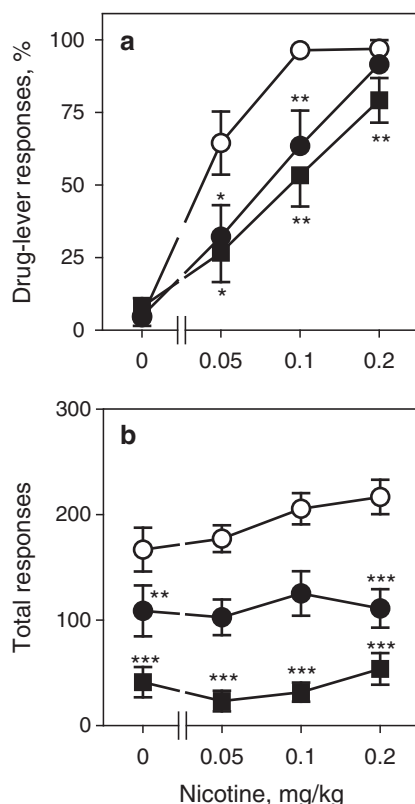 a
Drug-lever responses, %
100
75
50
25
0
**
*
**
**
*
0 0.05 0.1 0.2
b
Total responses
300
200
100
0
**
***
***
***
***
***
0 0.05 0.1 0.2
Nicotine, mg/kg